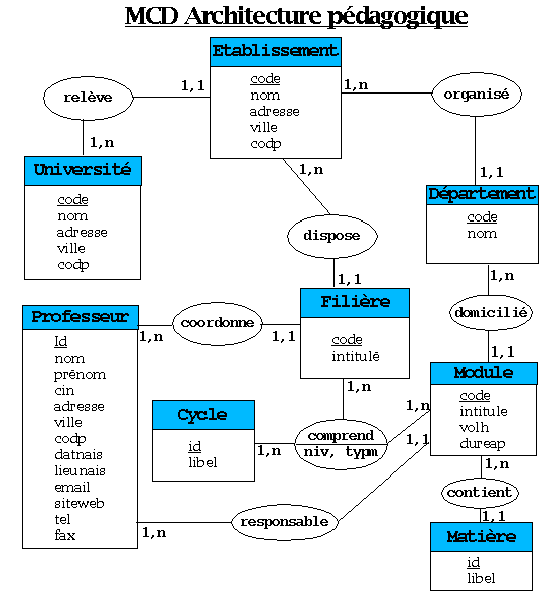 MCD Architecture pédagogique
Etablissement
code
nom
adresse
ville
codp
1,1
1,n
relève
organisé
1,n
1,n
1,1
Université
code
nom
adresse
ville
codp
Département
code
nom
dispose
1,1
1,n
Filière
code
intitulé
domicilié
Professeur
Id
nom
prénom
cin
adresse
ville
codp
datnais
lieunais
email
siteweb
tel
fax
coordonne
1,n
1,1
1,1
1,n
Module
code
intitule
volh
dureap
Cycle
id
libel
1,n
comprend
niv, typm
1,n
1,1
1,n
contient
responsable
1,n
1,1
Matière
id
libel